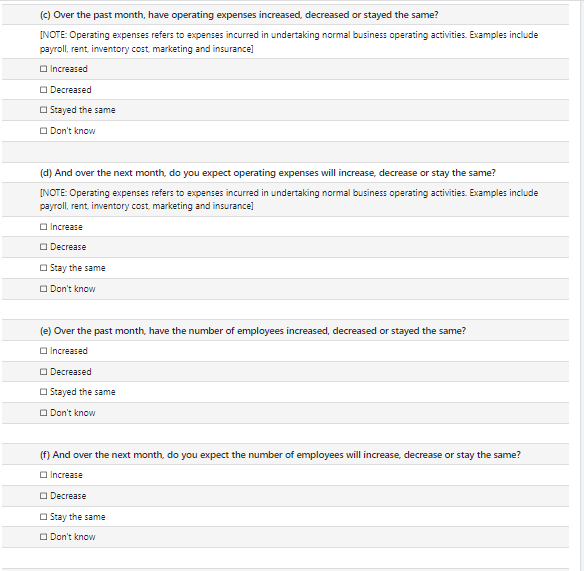 (c) Over the past month, have operating expenses increased, decreased or stayed the same?
[NOTE: Operating expenses refers to expenses incurred in undertaking normal business operating activities. Examples include
payroll, rent, inventory cost, marketing and insurance]
☐ Increased
☐ Decreased
☐ Stayed the same
☐ Don't know
(d) And over the next month, do you expect operating expenses will increase, decrease or stay the same?
[NOTE: Operating expenses refers to expenses incurred in undertaking normal business operating activities. Examples include
payroll, rent, inventory cost, marketing and insurance]
☐ Increase
☐ Decrease
☐ Stay the same
☐ Don't know
(e) Over the past month, have the number of employees increased, decreased or stayed the same?
☐ Increased
☐ Decreased
☐ Stayed the same
☐ Don't know
(f) And over the next month, do you expect the number of employees will increase, decrease or stay the same?
☐ Increase
☐ Decrease
☐ Stay the same
☐ Don't know